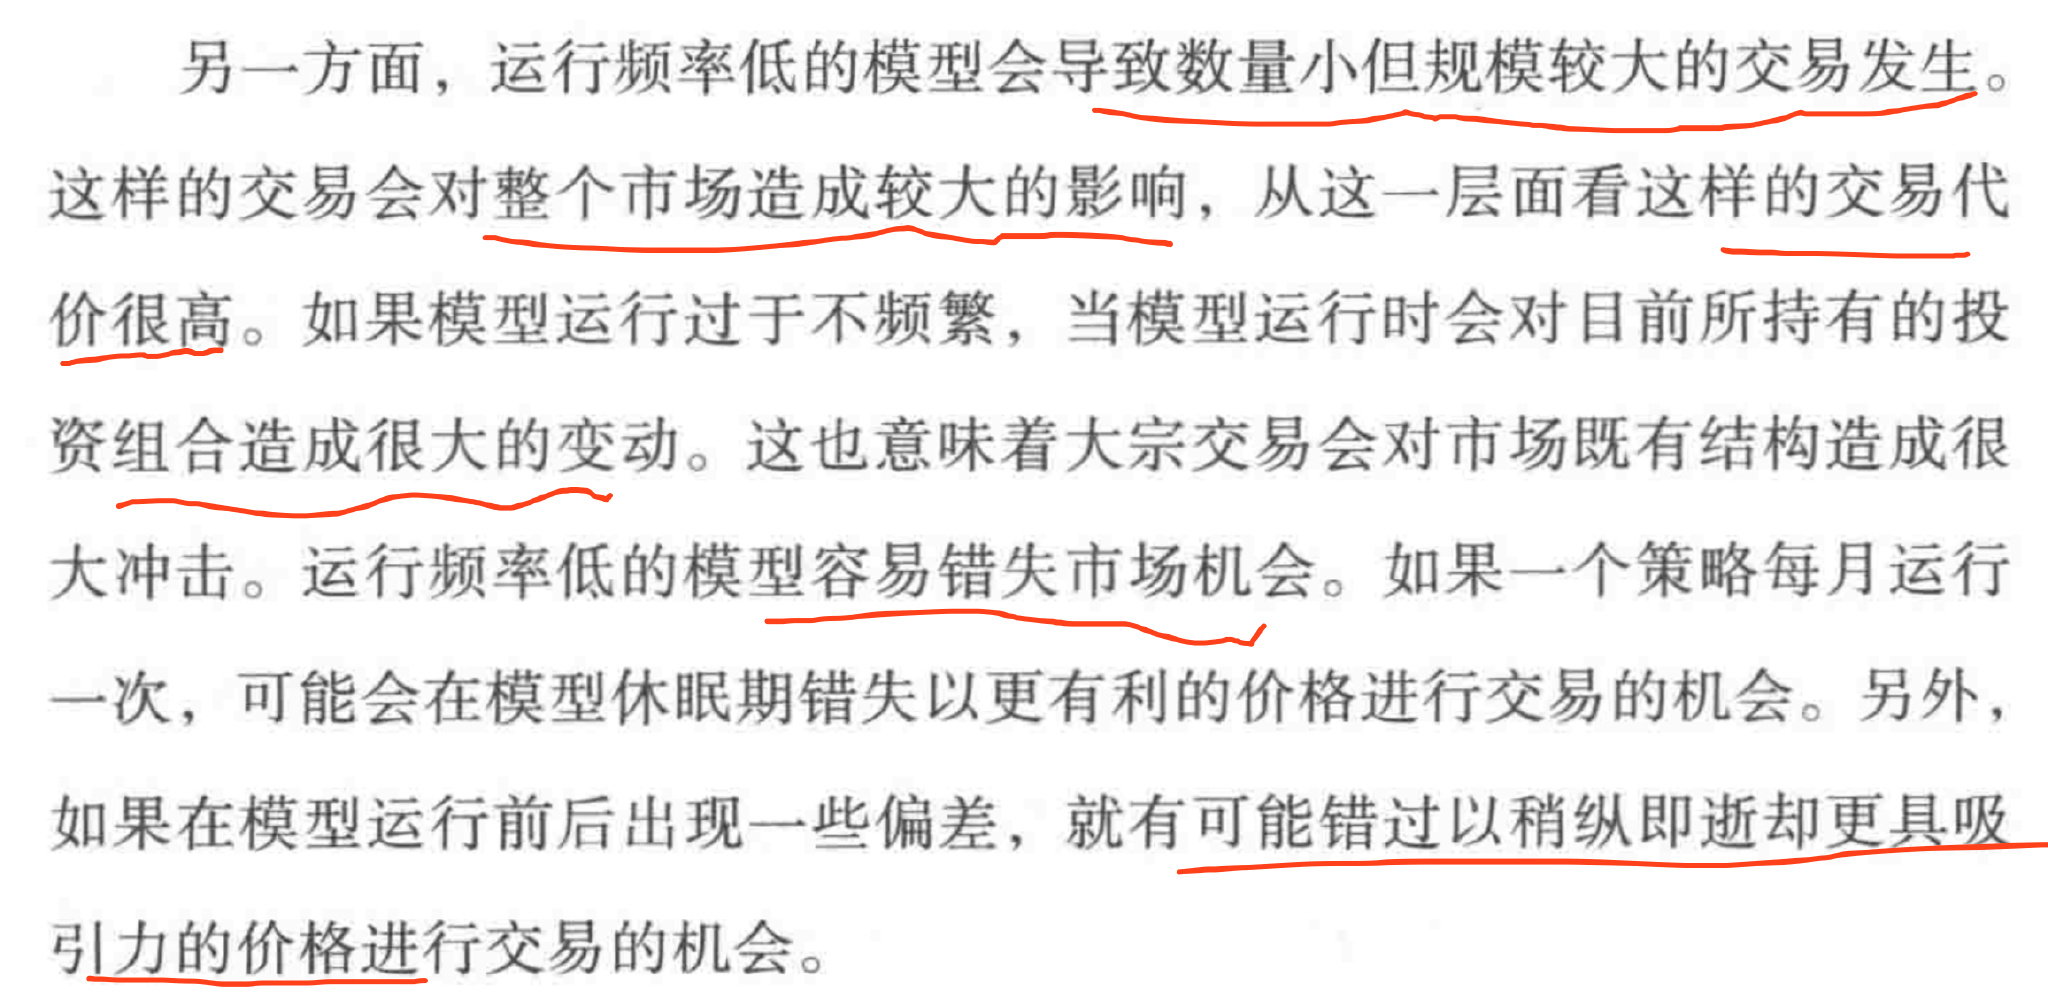 另一方面，运行频率低的模型会导致数量小但规模较大的交易发生。
这样的交易会对整个市场造成较大的影响，从这一层面看这样的交易代
价很高。如果模型运行过于不频繁，当模型运行时会对目前所持有的投
资组合造成很大的变动。这也意味着大宗交易会对市场既有结构造成很
大冲击。运行频率低的模型容易错失市场机会。如果一个策略每月运行
一次，可能会在模型休眠期错失以更有利的价格进行交易的机会。另外，
如果在模型运行前后出现一些偏差，就有可能错过以稍纵即逝却更具吸
引力的价格进行交易的机会。